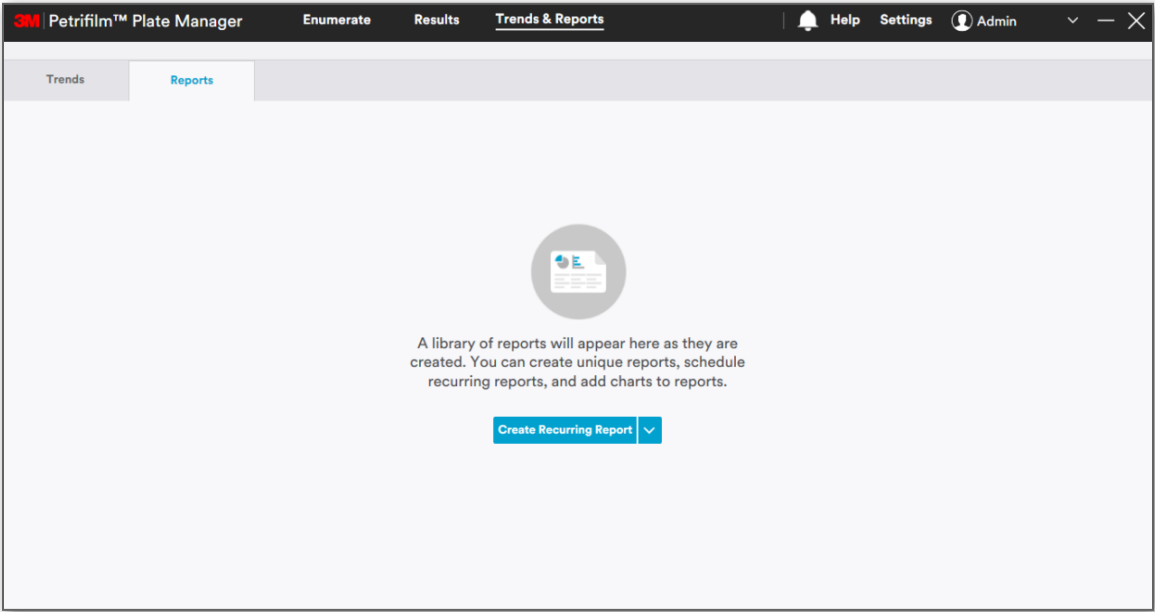 3M Petrifilm™ Plate Manager Enumerate Results Trends & Reports Help Settings Admin
Trends Reports
A library of reports will appear here as they are
created. You can create unique reports, schedule
recurring reports, and add charts to reports.
Create Recurring Report